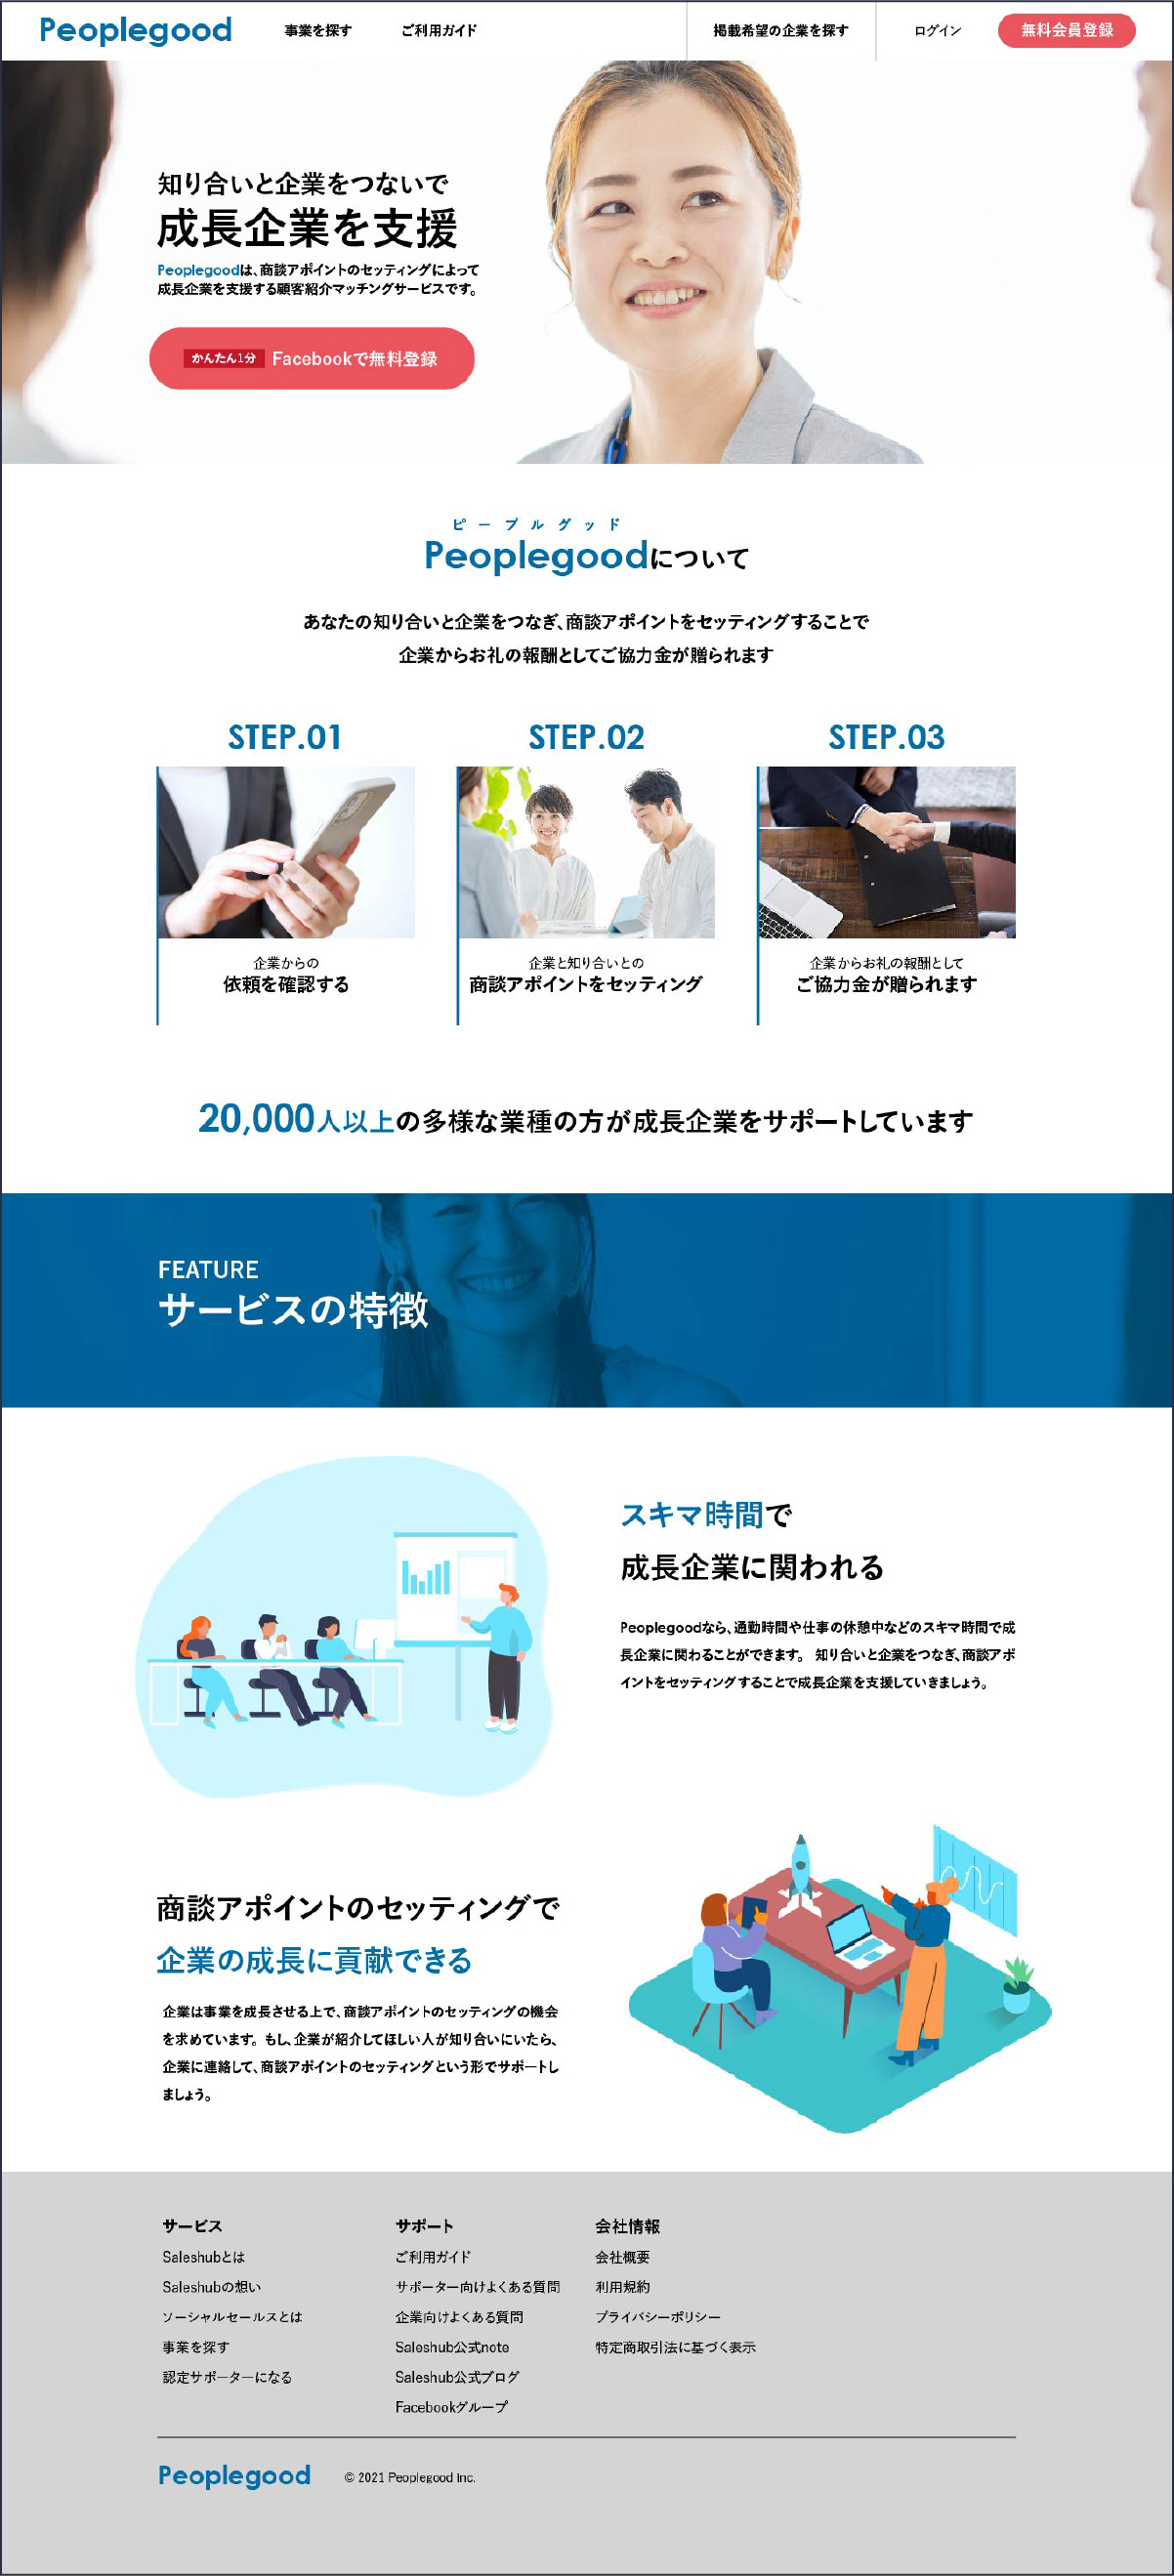 Peoplegood
事業を探す
ご利用ガイド
掲載希望の企業を探す
ログイン
無料会員登録
知り合いと企業をつないで
成長企業を支援
Peoplegoodは、商談アポイントのセッティングによって
成長企業を支援する顧客紹介マッチングサービスです。
かんたん1分 Facebookで無料登録
ピープルグッド
Peoplegoodについて
あなたの知り合いと企業をつなぎ、商談アポイントをセッティングすることで
企業からお礼の報酬としてご協力金が贈られます
STEP.01
企業からの
依頼を確認する
STEP.02
企業と知り合いとの
商談アポイントをセッティング
STEP.03
企業からお礼の報酬として
ご協力金が贈られます
20,000人以上の多様な業種の方が成長企業をサポートしています
FEATURE
サービスの特徴
スキマ時間で
成長企業に関われる
Peoplegoodなら、通勤時間や仕事の休憩中などのスキマ時間で成
長企業に関わることができます。 知り合いと企業をつなぎ、商談アポ
イントをセッティングすることで成長企業を支援していきましょう。
商談アポイントのセッティングで
企業の成長に貢献できる
企業は事業を成長させる上で、商談アポイントのセッティングの機会
を求めています。もし、企業が紹介してほしい人が知り合いにいたら、
企業に連絡して、商談アポイントのセッティングという形でサポートし
ましょう。
サービス
Saleshubとは
Saleshubの想い
ソーシャルセールスとは
事業を探す
認定サポーターになる
サポート
ご利用ガイド
サポーター向けよくある質問
企業向けよくある質問
Saleshub公式note
Saleshub公式ブログ
Facebookグループ
会社情報
会社概要
利用規約
プライバシーポリシー
特定商取引法に基づく表示
Peoplegood
© 2021 Peoplegood Inc.